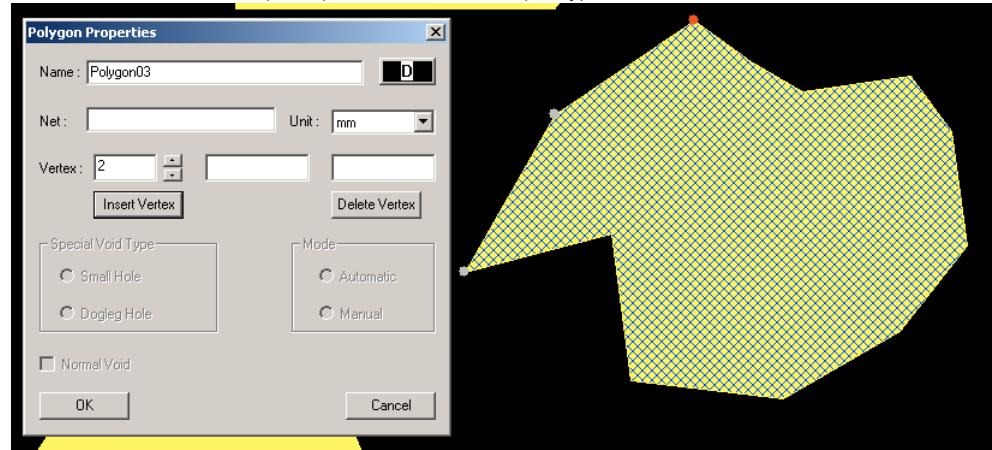 Polygon Properties
Name : Polygon03 D
Net : Unit : mm
Vertex : 2
Insert Vertex Delete Vertex
Special Void Type Mode
Small Hole Automatic
Dogleg Hole Manual
Normal Void
OK Cancel